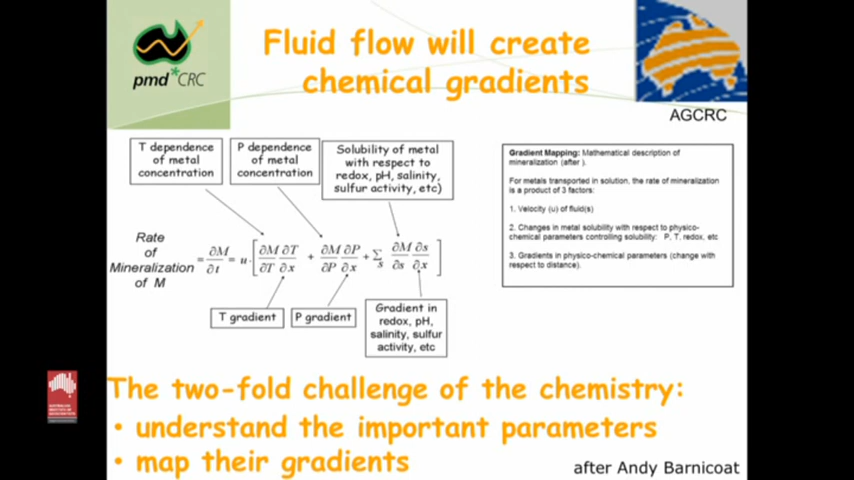 Fluid flow will create
chemical gradients
pmd*CRC
AGCRC
T dependence
of metal
concentration
P dependence
of metal
concentration
Solubility of metal
with respect to
redox, pH, salinity,
sulfur activity, etc)
Gradient Mapping: Mathematical description of
mineralization (after ).
For metals transported in solution, the rate of mineralization
is a product of 3 factors:
1. Velocity (u) of fluid(s)
2. Changes in metal solubility with respect to physico-
chemical parameters controlling solubility: P, T, redox, etc
3. Gradients in physico-chemical parameters (change with
respect to distance).
Rate
of
Mineralization
of M
= ∂M/∂t = u · [ ∂M/∂T ∂T/∂x + ∂M/∂P ∂P/∂x + Σs ∂M/∂s ∂s/∂x ]
T gradient
P gradient
Gradient in
redox, pH,
salinity, sulfur
activity, etc
The two-fold challenge of the chemistry:
• understand the important parameters
• map their gradients
after Andy Barnicoat